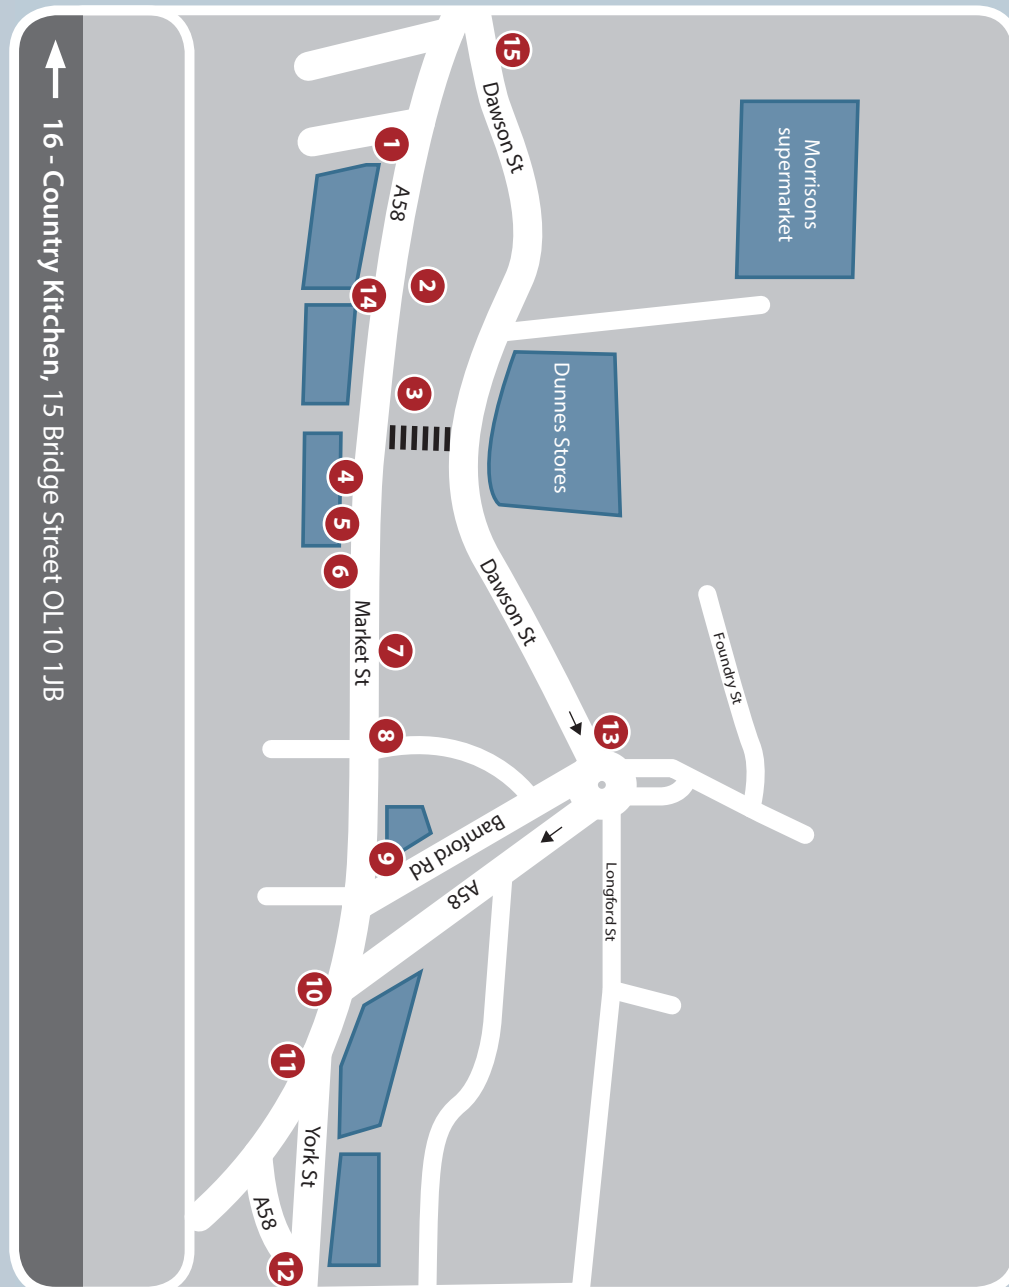 15
Dawson St
Morrisons
supermarket
1
A58
2
14
3
Dunnes Stores
4
5
6
Dawson St
Market St
7
Foundry St
13
8
Bamford Rd
9
A58
Longford St
10
11
York St
A58
12
16 - Country Kitchen, 15 Bridge Street OL10 1JB